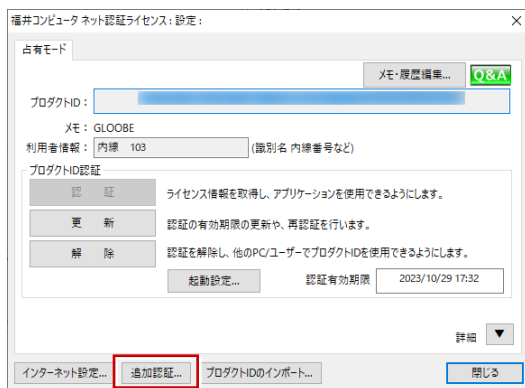 福井コンピュータ ネット認証ライセンス : 設定 :
占有モード
メモ・履歴編集... Q&A
プロダクトID :
メモ : GLOOBE
利用者情報 : 内線 103 (識別名 内線番号など)
プロダクトID認証
認 証 ライセンス情報を取得し、アプリケーションを使用できるようにします。
更 新 認証の有効期限の更新や、再認証を行います。
解 除 認証を解除し、他のPC/ユーザーでプロダクトIDを使用できるようにします。
起動設定... 認証有効期限 2023/10/29 17:32
詳細 ▼
インターネット設定... 追加認証... プロダクトIDのインポート... 閉じる